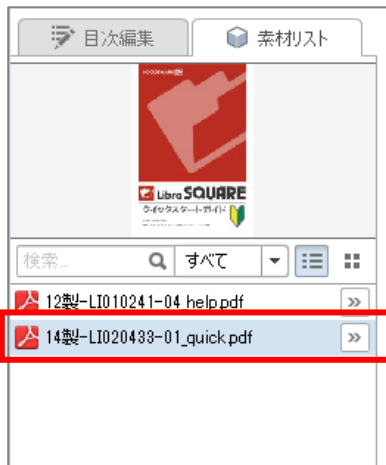 目次編集
素材リスト
Libra SQUARE
クイックスタートガイド
検索...
すべて
12製-LI010241-04_help.pdf
14製-LI020433-01_quick.pdf